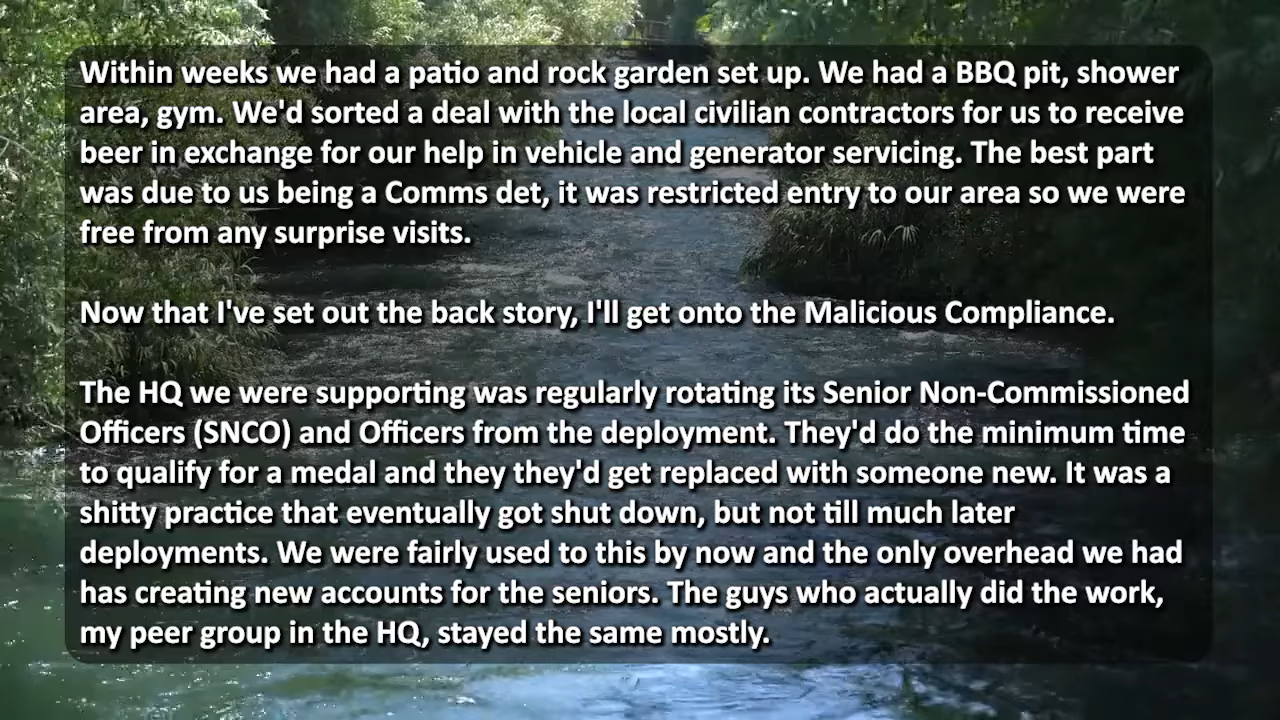 Within weeks we had a patio and rock garden set up. We had a BBQ pit, shower
area, gym. We'd sorted a deal with the local civilian contractors for us to receive
beer in exchange for our help in vehicle and generator servicing. The best part
was due to us being a Comms det, it was restricted entry to our area so we were
free from any surprise visits.
Now that I've set out the back story, I'll get onto the Malicious Compliance.
The HQ we were supporting was regularly rotating its Senior Non-Commissioned
Officers (SNCO) and Officers from the deployment. They'd do the minimum time
to qualify for a medal and they they'd get replaced with someone new. It was a
shitty practice that eventually got shut down, but not till much later
deployments. We were fairly used to this by now and the only overhead we had
has creating new accounts for the seniors. The guys who actually did the work,
my peer group in the HQ, stayed the same mostly.